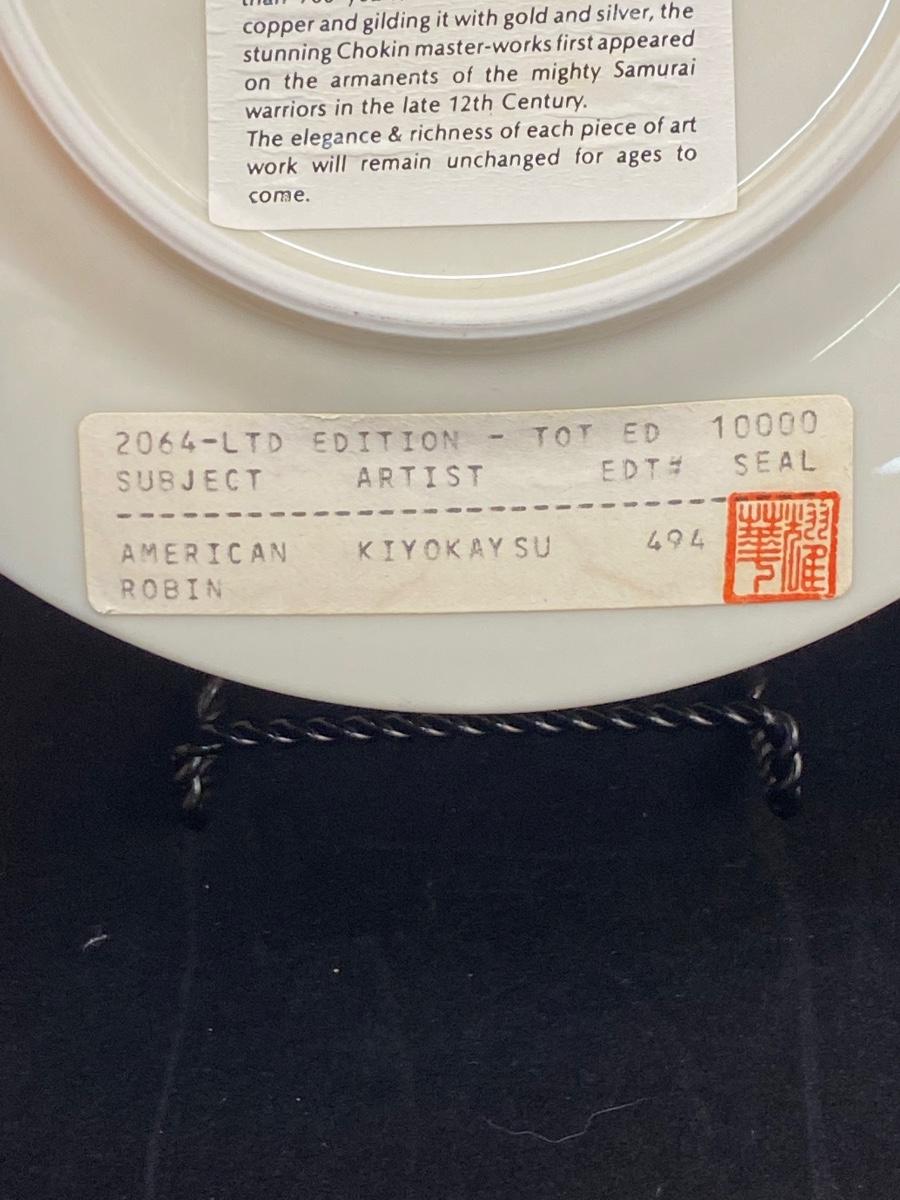 copper and gilding it with gold and silver, the
stunning Chokin master-works first appeared
on the armanents of the mighty Samurai
warriors in the late 12th Century.
The elegance & richness of each piece of art
work will remain unchanged for ages to
come.
2064-LTD EDITION - TOT ED 10000
SUBJECT ARTIST EDT# SEAL
AMERICAN KIYOKAYSU 494
ROBIN